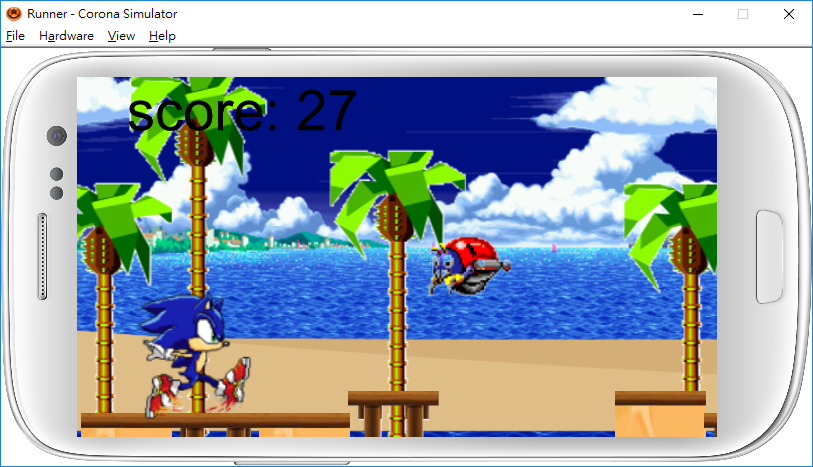 Runner - Corona Simulator
File Hardware View Help
score: 27